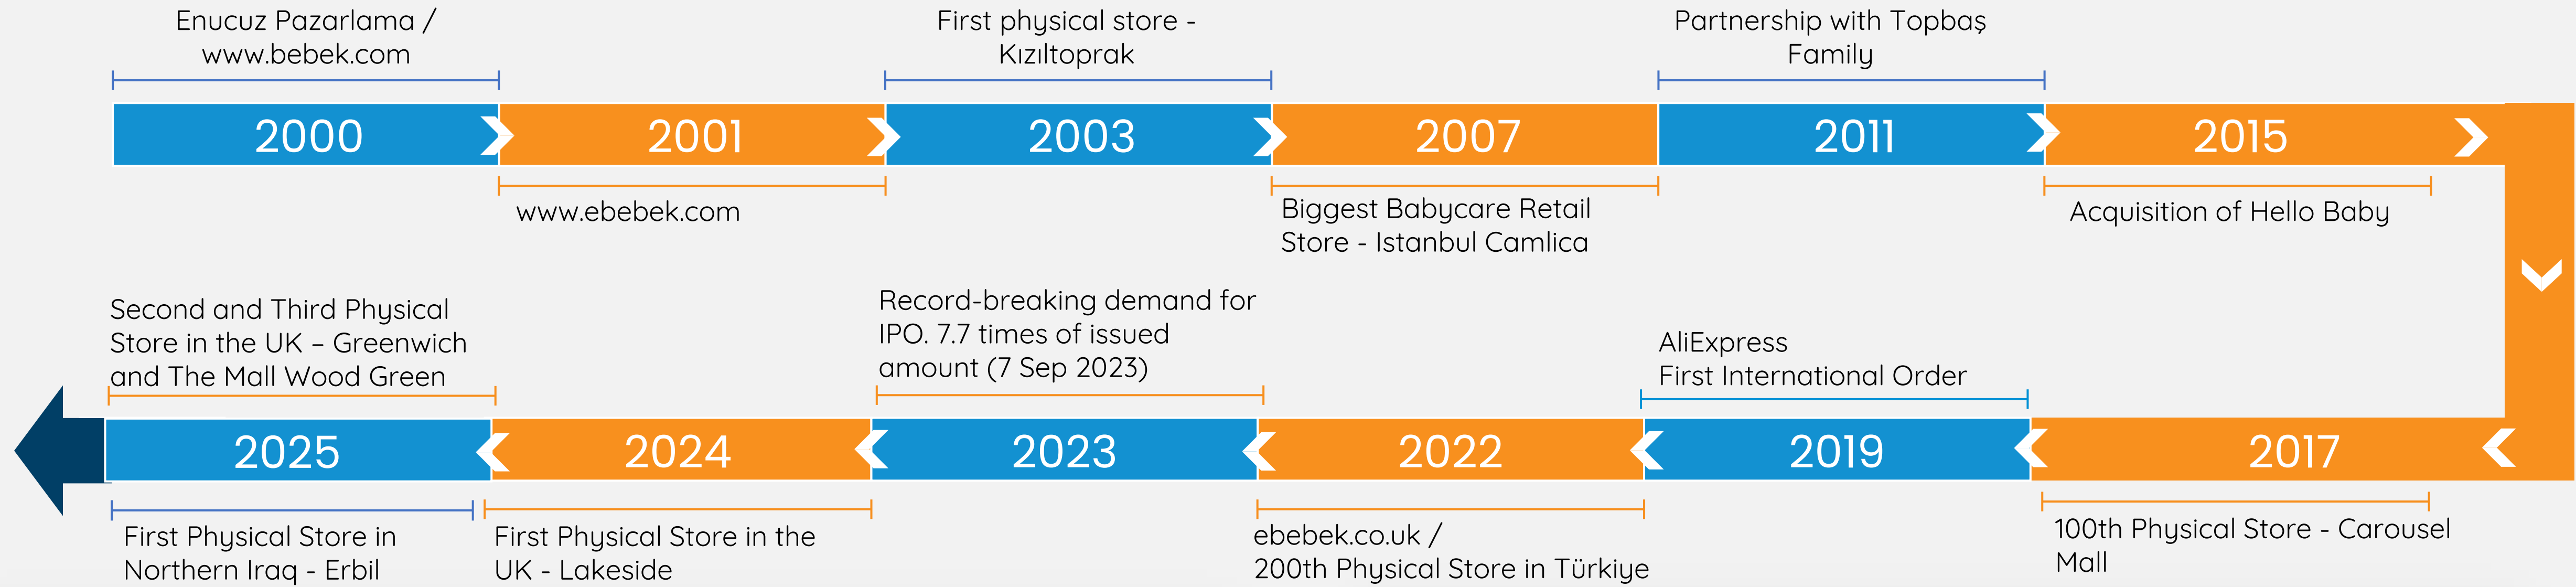 Enucuz Pazarlama /
www.bebek.com
First physical store -
Kızıltoprak
Partnership with Topbaş
Family
2000
2001
2003
2007
2011
2015
www.ebebek.com
Biggest Babycare Retail
Store - Istanbul Camlica
Acquisition of Hello Baby
Second and Third Physical
Store in the UK – Greenwich
and The Mall Wood Green
Record-breaking demand for
IPO. 7.7 times of issued
amount (7 Sep 2023)
AliExpress
First International Order
2025
2024
2023
2022
2019
2017
First Physical Store in
Northern Iraq - Erbil
First Physical Store in the
UK - Lakeside
ebebek.co.uk /
200th Physical Store in Türkiye
100th Physical Store - Carousel
Mall